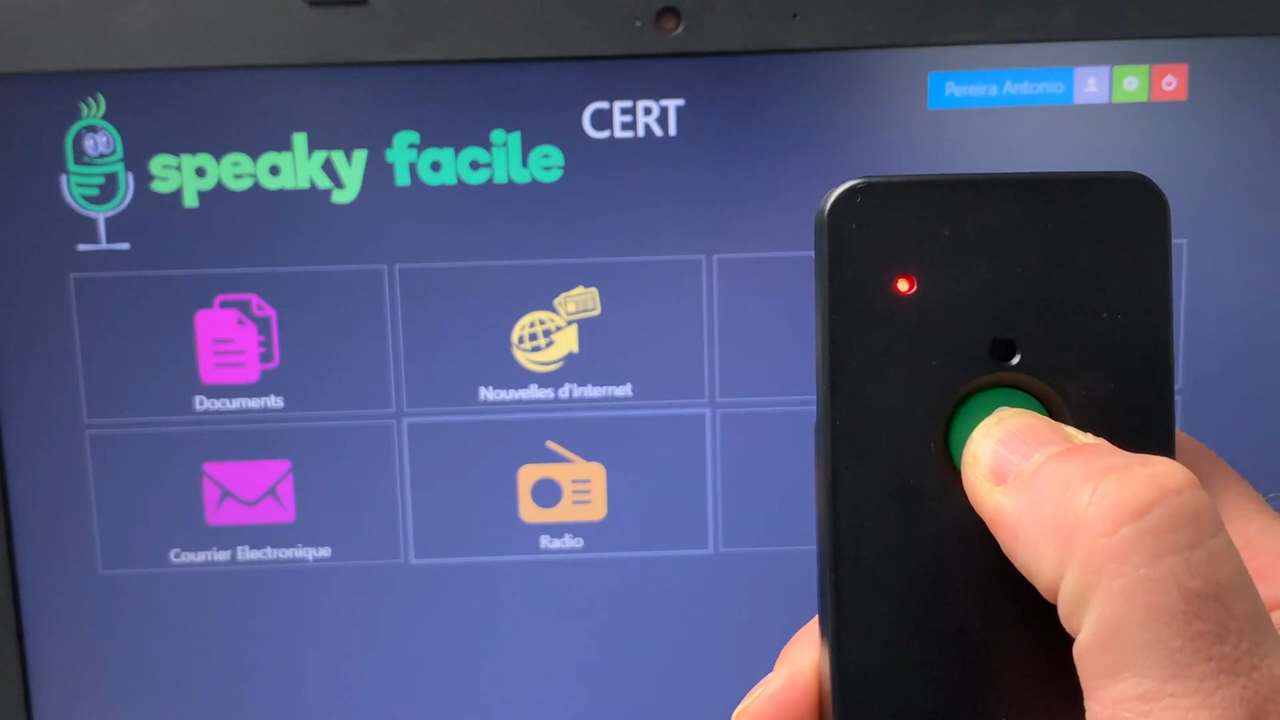 speaky facile
CERT
Pereira Antonio
Documents
Nouvelles d'Internet
Courrier Electronique
Radio